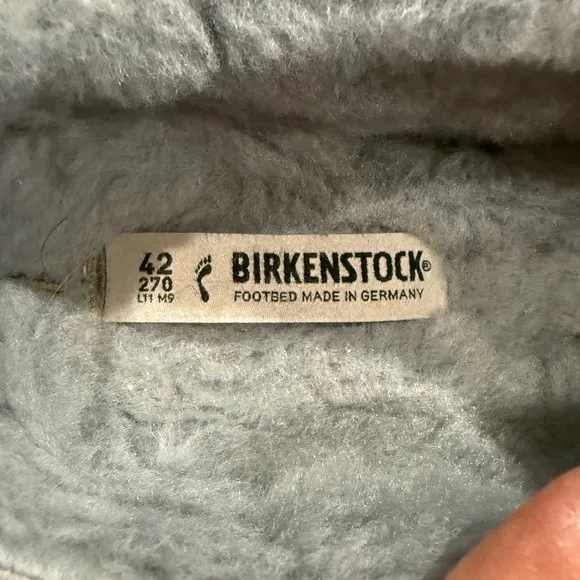 42
270
L11 M9
BIRKENSTOCK®
FOOTBED MADE IN GERMANY